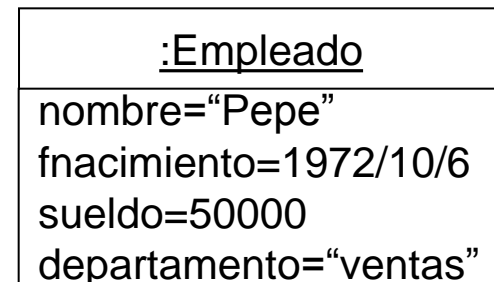 :Empleado
nombre=“Pepe”
fnacimiento=1972/10/6
sueldo=50000
departamento=“ventas”